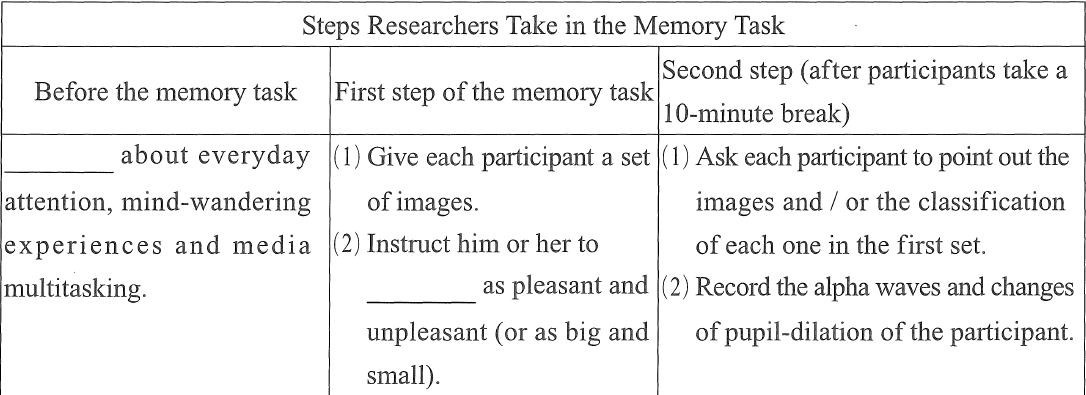 Steps Researchers Take in the Memory Task
Before the memory task
First step of the memory task
Second step (after participants take a
10-minute break)
________ about everyday
attention, mind-wandering
experiences and media
multitasking.
(1) Give each participant a set
of images.
(2) Instruct him or her to
________ as pleasant and
unpleasant (or as big and
small).
(1) Ask each participant to point out the
images and / or the classification
of each one in the first set.
(2) Record the alpha waves and changes
of pupil-dilation of the participant.